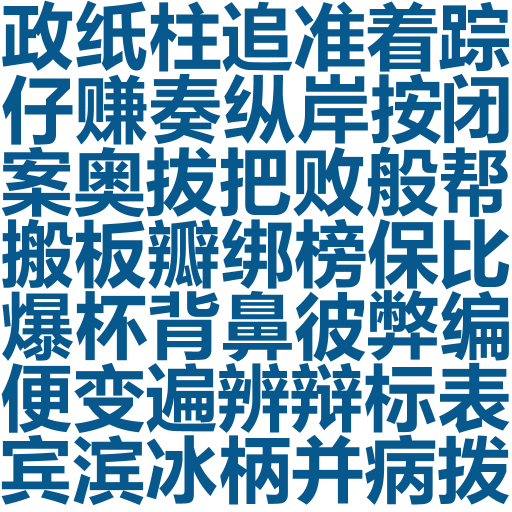 政纸柱追准着踪
仔赚奏纵岸按闭
案奥拔把败般帮
搬板瓣绑榜保比
爆杯背鼻彼弊编
便变遍辨辩标表
宾滨冰柄并病拨